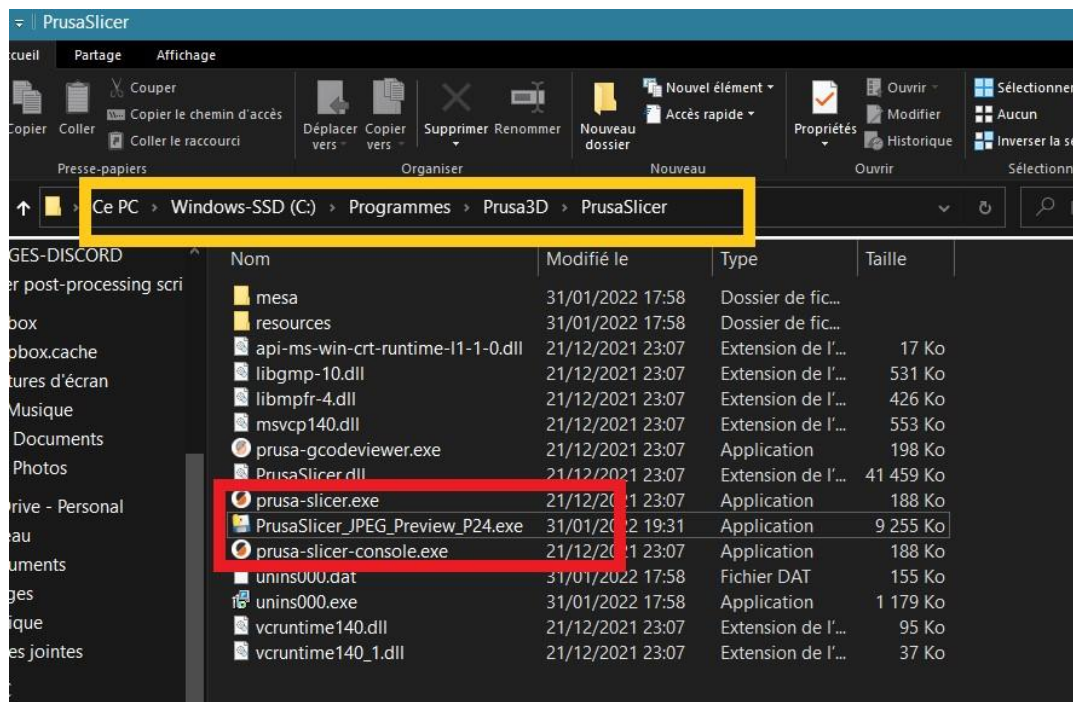 PrusaSlicer
ccueil Partage Affichage
Copier Coller Couper
Copier le chemin d'accès
Coller le raccourci
Déplacer vers Copier vers Supprimer Renommer
Nouveau dossier Nouvel élément
Accès rapide
Propriétés Ouvrir
Modifier
Historique
Sélectionner
Aucun
Inverser la sé
Presse-papiers Organiser Nouveau Ouvrir Sélectionn
Ce PC Windows-SSD (C:) Programmes Prusa3D PrusaSlicer
GES-DISCORD
er post-processing scri
box
pbox.cache
tures d'écran
Musique
Documents
Photos
Drive - Personal
eau
uments
ges
ique
es jointes
Nom Modifié le Type Taille
mesa 31/01/2022 17:58 Dossier de fic...
resources 31/01/2022 17:58 Dossier de fic...
api-ms-win-crt-runtime-l1-1-0.dll 21/12/2021 23:07 Extension de l'... 17 Ko
libgmp-10.dll 21/12/2021 23:07 Extension de l'... 531 Ko
libmpfr-4.dll 21/12/2021 23:07 Extension de l'... 426 Ko
msvcp140.dll 21/12/2021 23:07 Extension de l'... 553 Ko
prusa-gcodeviewer.exe 21/12/2021 23:07 Application 198 Ko
PrusaSlicer.dll 21/12/2021 23:07 Extension de l'... 41 459 Ko
prusa-slicer.exe 21/12/2021 23:07 Application 188 Ko
PrusaSlicer_JPEG_Preview_P24.exe 31/01/2022 19:31 Application 9 255 Ko
prusa-slicer-console.exe 21/12/2021 23:07 Application 188 Ko
unins000.dat 31/01/2022 17:58 Fichier DAT 155 Ko
unins000.exe 31/01/2022 17:58 Application 1 179 Ko
vcruntime140.dll 21/12/2021 23:07 Extension de l'... 95 Ko
vcruntime140_1.dll 21/12/2021 23:07 Extension de l'... 37 Ko